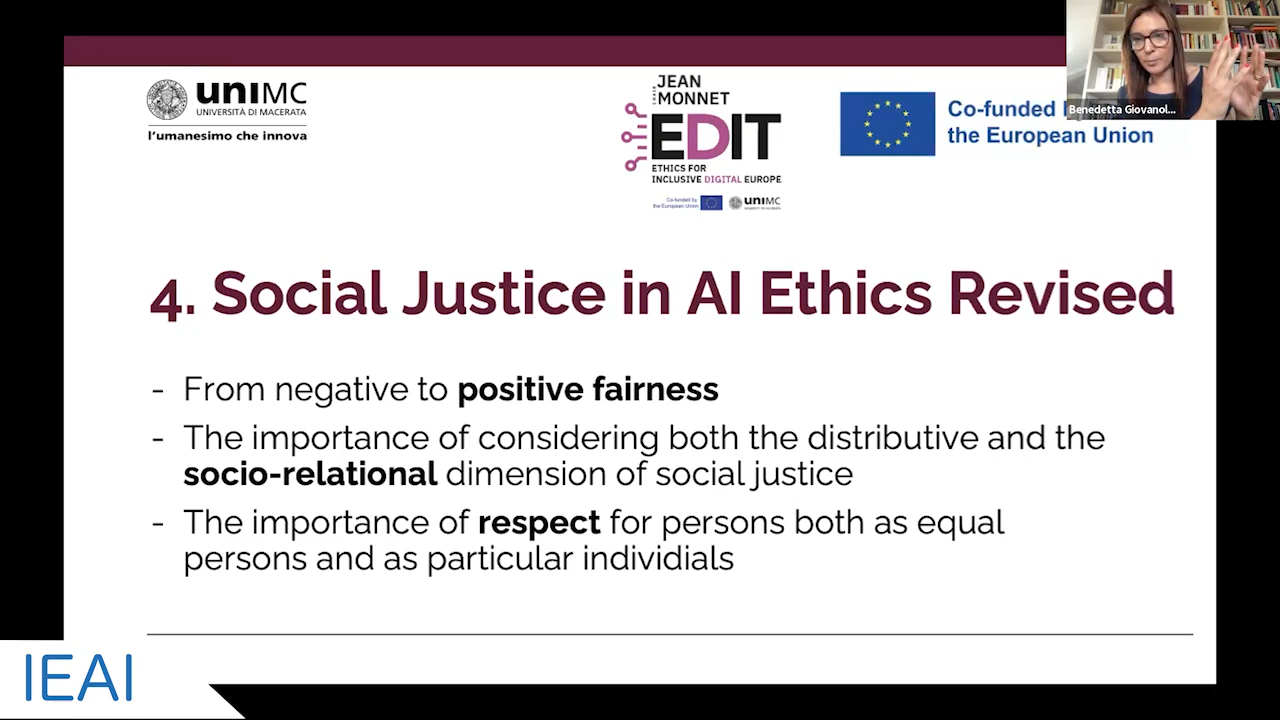 uniMC
UNIVERSITÀ DI MACERATA
l'umanesimo che innova
CHAIR
JEAN
MONNET
EDIT
ETHICS FOR
INCLUSIVE DIGITAL EUROPE
Co-funded by
the European Union
uniMC
Co-funded
the European Union
Benedetta Giovanol...
4. Social Justice in AI Ethics Revised
- From negative to positive fairness
- The importance of considering both the distributive and the
socio-relational dimension of social justice
- The importance of respect for persons both as equal
persons and as particular individials
IEAI